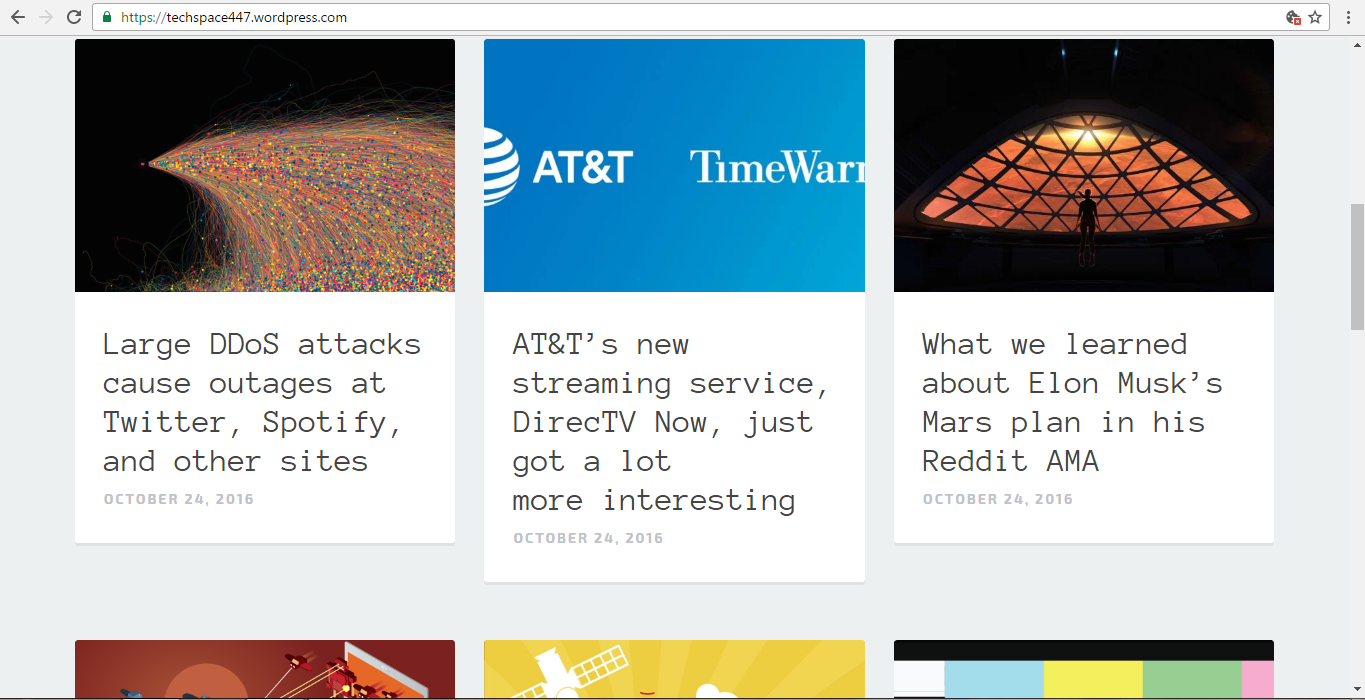 https://techspace447.wordpress.com
AT&T TimeWarr
Large DDoS attacks
cause outages at
Twitter, Spotify,
and other sites
OCTOBER 24, 2016
AT&T’s new
streaming service,
DirecTV Now, just
got a lot
more interesting
OCTOBER 24, 2016
What we learned
about Elon Musk’s
Mars plan in his
Reddit AMA
OCTOBER 24, 2016